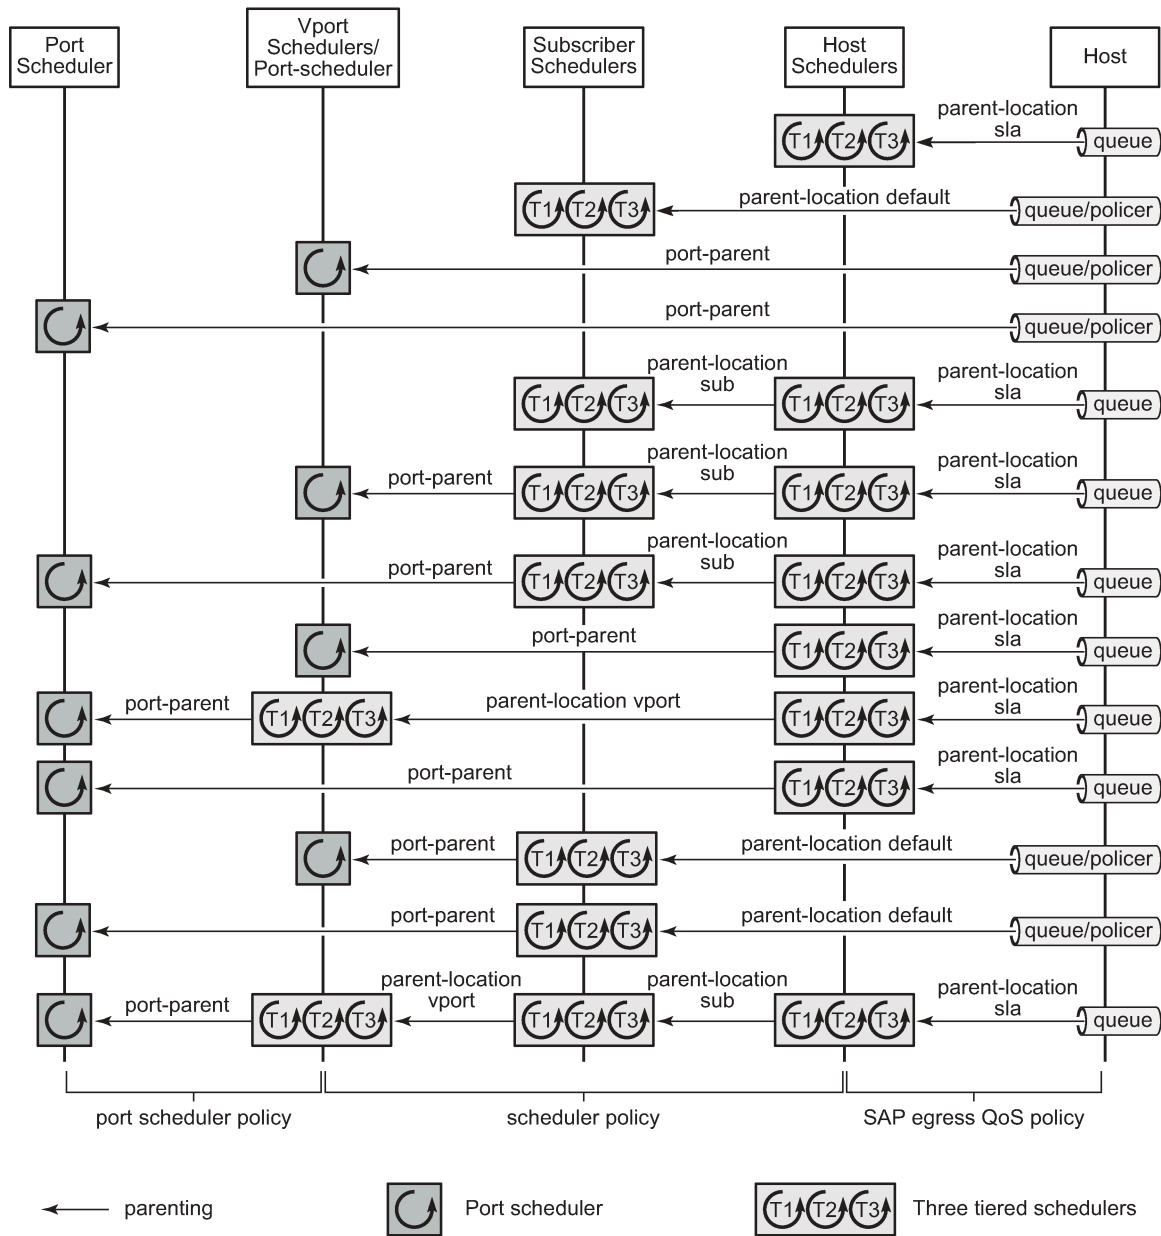 Port
Scheduler
Vport
Schedulers/
Port-scheduler
Subscriber
Schedulers
Host
Schedulers
Host
T1 T2 T3
parent-location
sla
queue
T1 T2 T3
parent-location default
queue/policer
port-parent
queue/policer
port-parent
queue/policer
T1 T2 T3
parent-location
sub
T1 T2 T3
parent-location
sla
queue
port-parent
T1 T2 T3
parent-location
sub
T1 T2 T3
parent-location
sla
queue
port-parent
T1 T2 T3
parent-location
sub
T1 T2 T3
parent-location
sla
queue
port-parent
T1 T2 T3
parent-location
sla
queue
port-parent
T1 T2 T3
parent-location vport
T1 T2 T3
parent-location
sla
queue
port-parent
T1 T2 T3
parent-location
sla
queue
port-parent
T1 T2 T3
parent-location default
queue/policer
port-parent
T1 T2 T3
parent-location default
queue/policer
port-parent
T1 T2 T3
parent-location
vport
T1 T2 T3
parent-location
sub
T1 T2 T3
parent-location
sla
queue
port scheduler policy
scheduler policy
SAP egress QoS policy
parenting
Port scheduler
T1 T2 T3
Three tiered schedulers